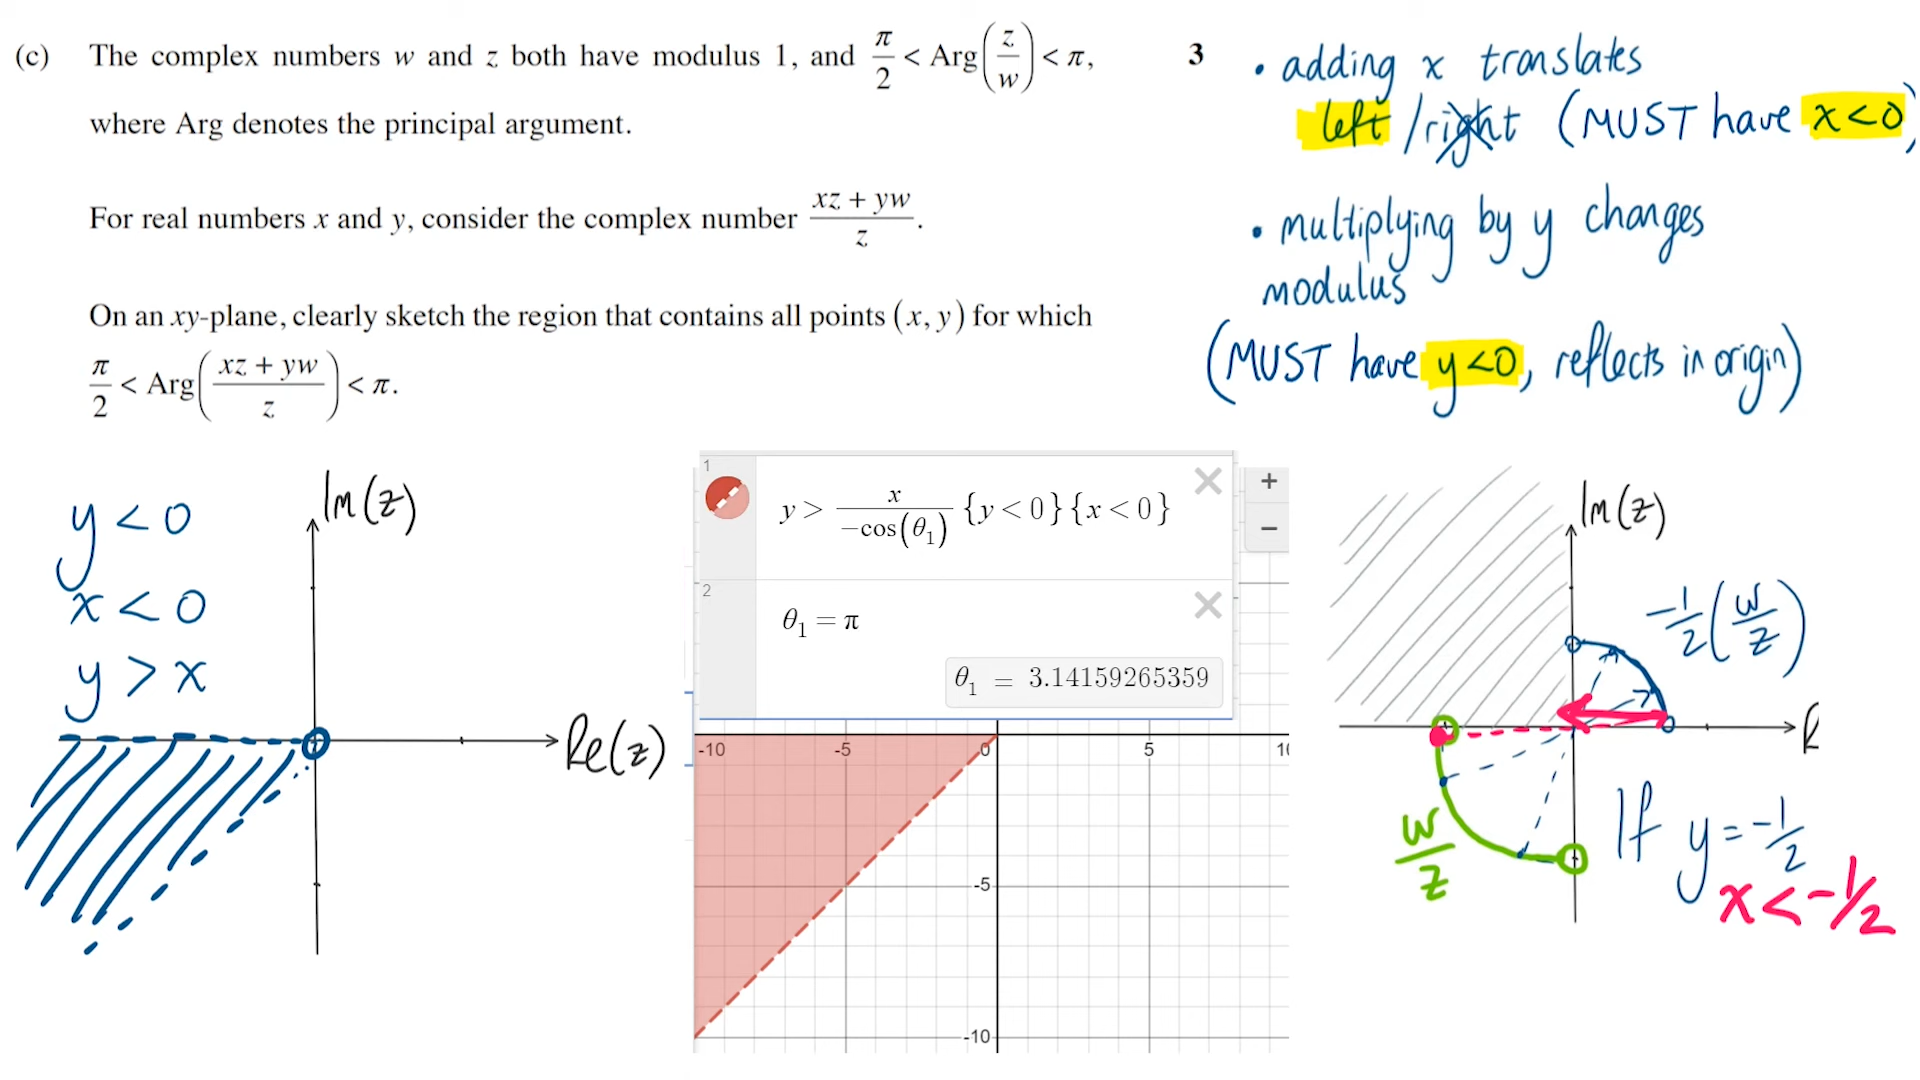 (c) The complex numbers w and z both have modulus 1, and π/2 < Arg(z/w) < π, 3
where Arg denotes the principal argument.
For real numbers x and y, consider the complex number (xz + yw)/z.
On an xy-plane, clearly sketch the region that contains all points (x, y) for which
π/2 < Arg((xz + yw)/z) < π.
• adding x translates
left /right (MUST have x<0)
• multiplying by y changes
modulus
(MUST have y<0, reflects in origin)
y < 0
x < 0
y > x
Im(z)
Re(z)
1
y > x/(−cos(θ₁)) {y < 0} {x < 0}
2
θ₁ = π
θ₁ = 3.14159265359
+
−
-10
-5
0
5
10
-5
-10
Im(z)
R
−1/2(w/z)
w/z
If y = −1/2
x < −1/2